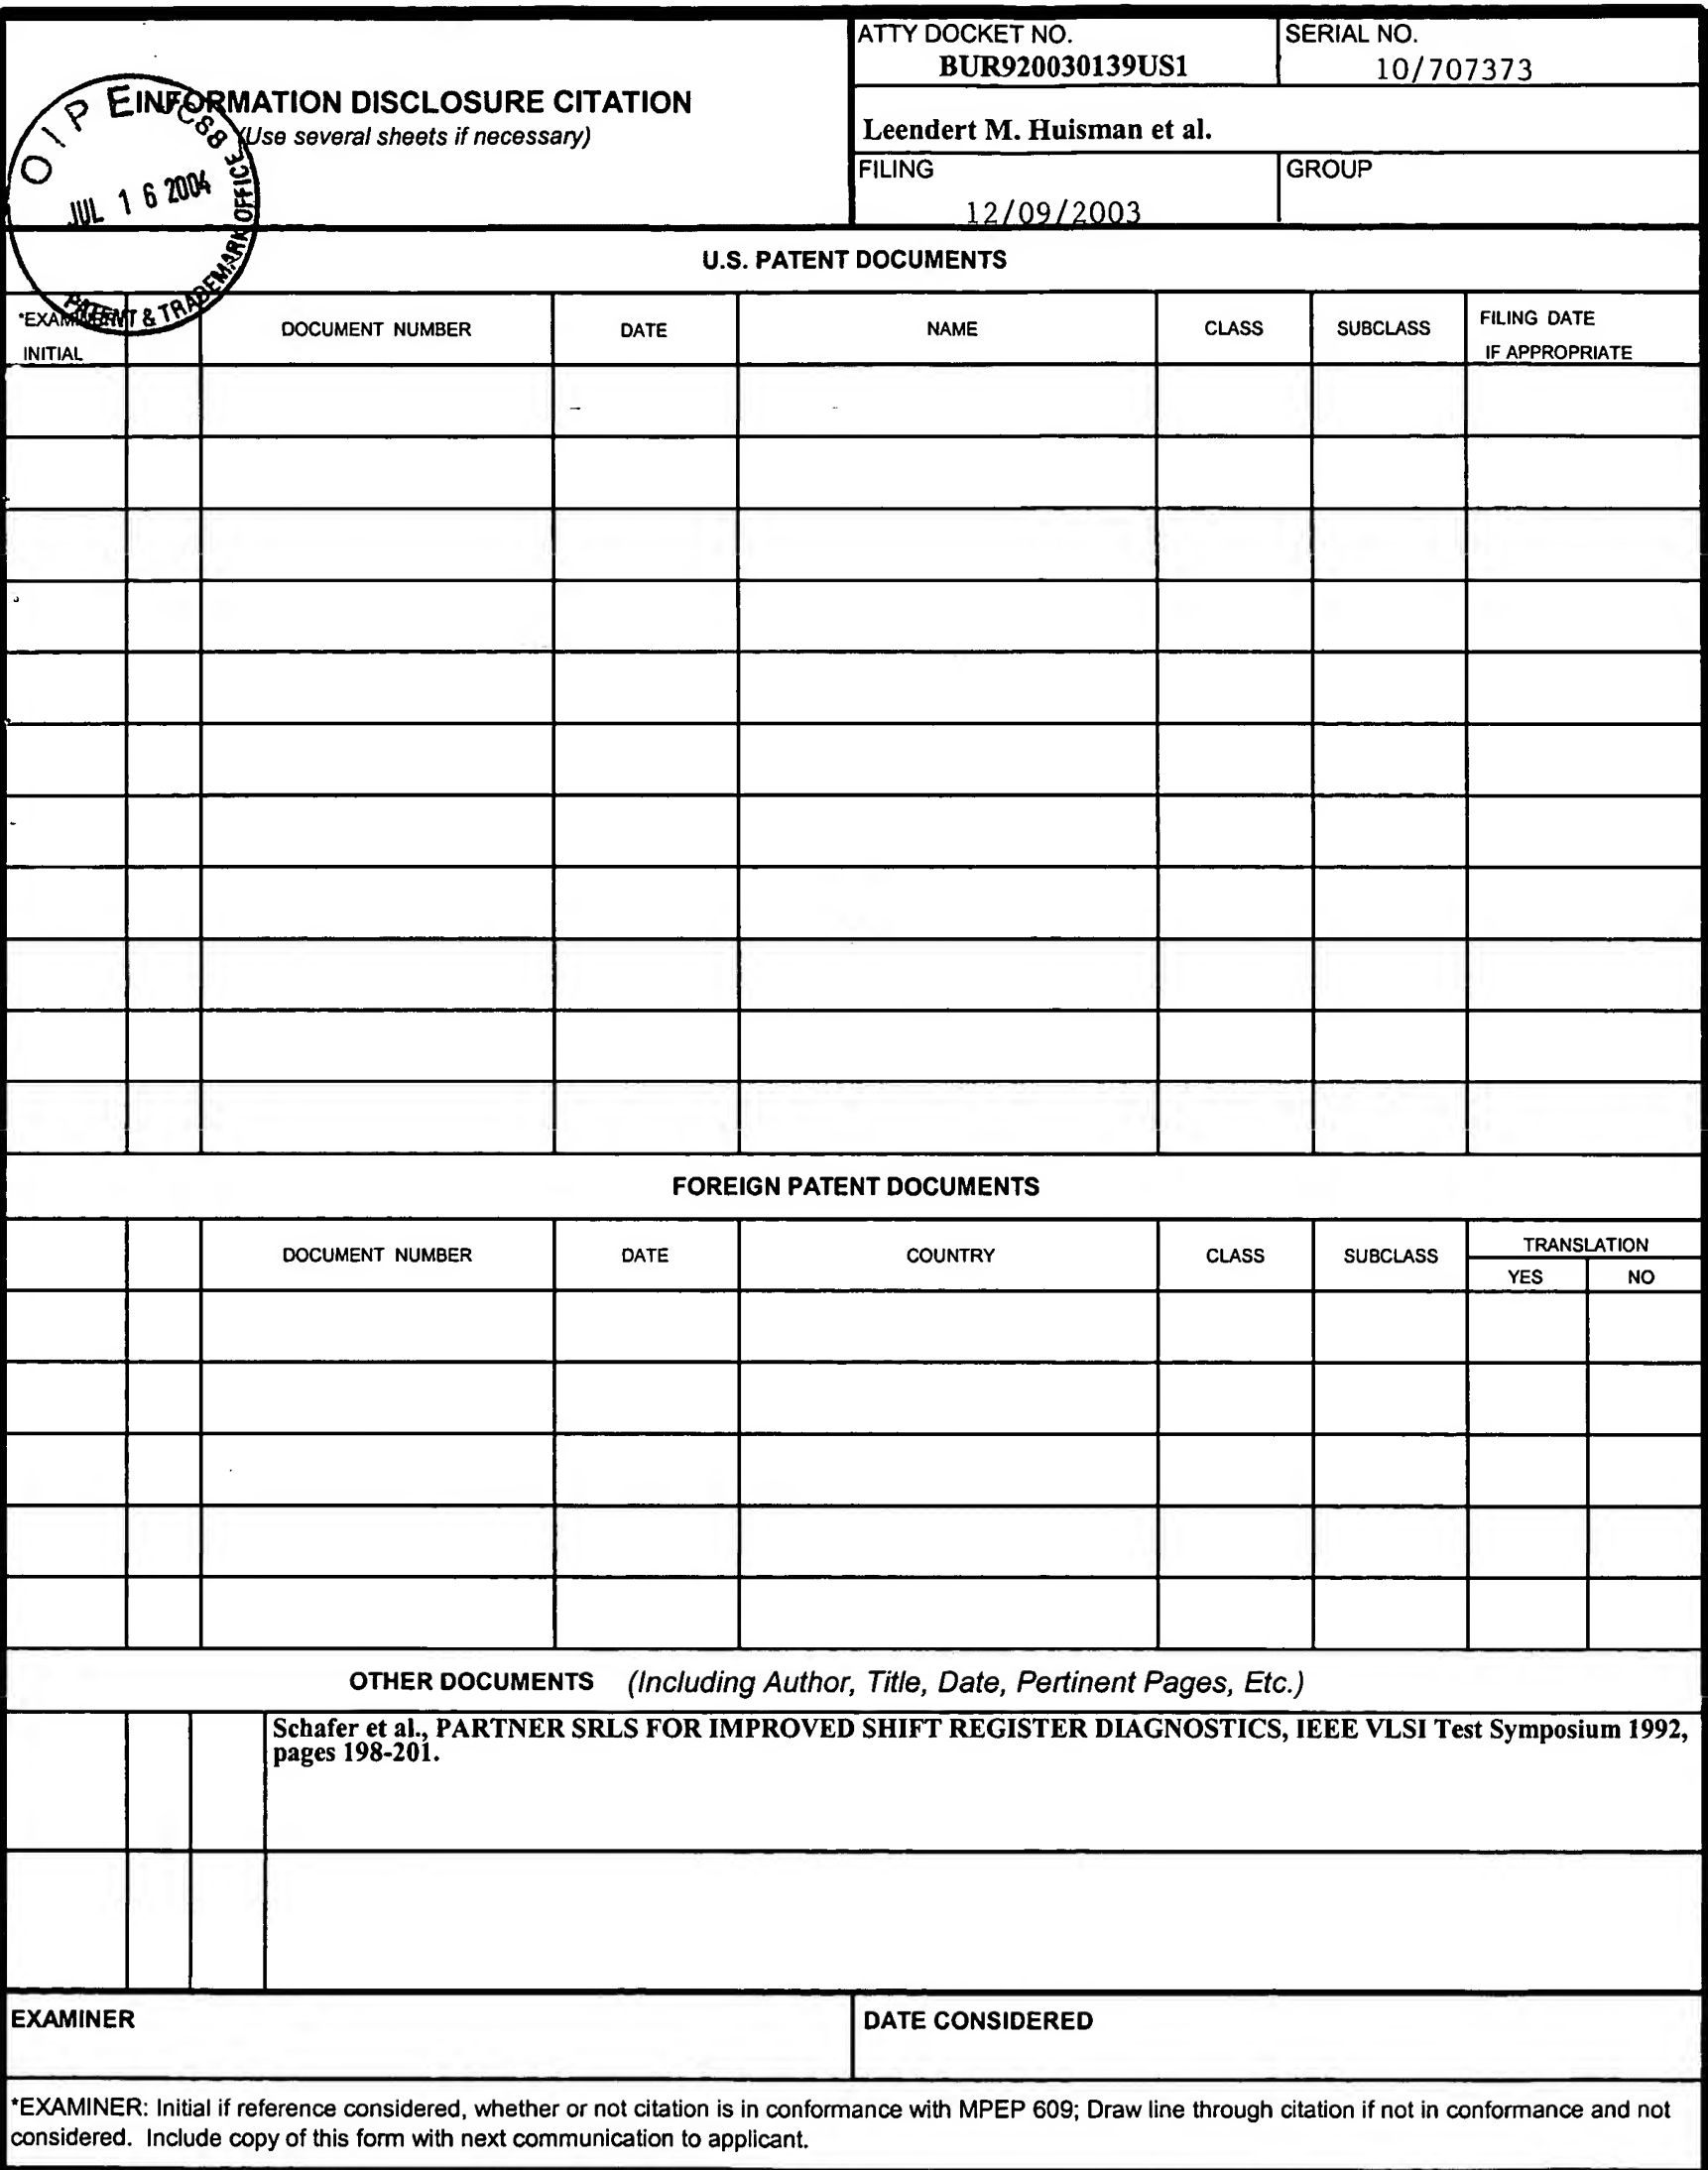 ATTY DOCKET NO.
BUR920030139US1
SERIAL NO.
10/707373
INFORMATION DISCLOSURE CITATION
(Use several sheets if necessary)
Leendert M. Huisman et al.
FILING
12/09/2003
GROUP
O I P E
JUL 16 2004
PATENT & TRADEMARK OFFICE
U.S. PATENT DOCUMENTS
*EXAMINER
INITIAL
DOCUMENT NUMBER
DATE
NAME
CLASS
SUBCLASS
FILING DATE
IF APPROPRIATE
FOREIGN PATENT DOCUMENTS
DOCUMENT NUMBER
DATE
COUNTRY
CLASS
SUBCLASS
TRANSLATION
YES
NO
OTHER DOCUMENTS (Including Author, Title, Date, Pertinent Pages, Etc.)
Schafer et al., PARTNER SRLS FOR IMPROVED SHIFT REGISTER DIAGNOSTICS, IEEE VLSI Test Symposium 1992,
pages 198-201.
EXAMINER
DATE CONSIDERED
*EXAMINER: Initial if reference considered, whether or not citation is in conformance with MPEP 609; Draw line through citation if not in conformance and not
considered. Include copy of this form with next communication to applicant.